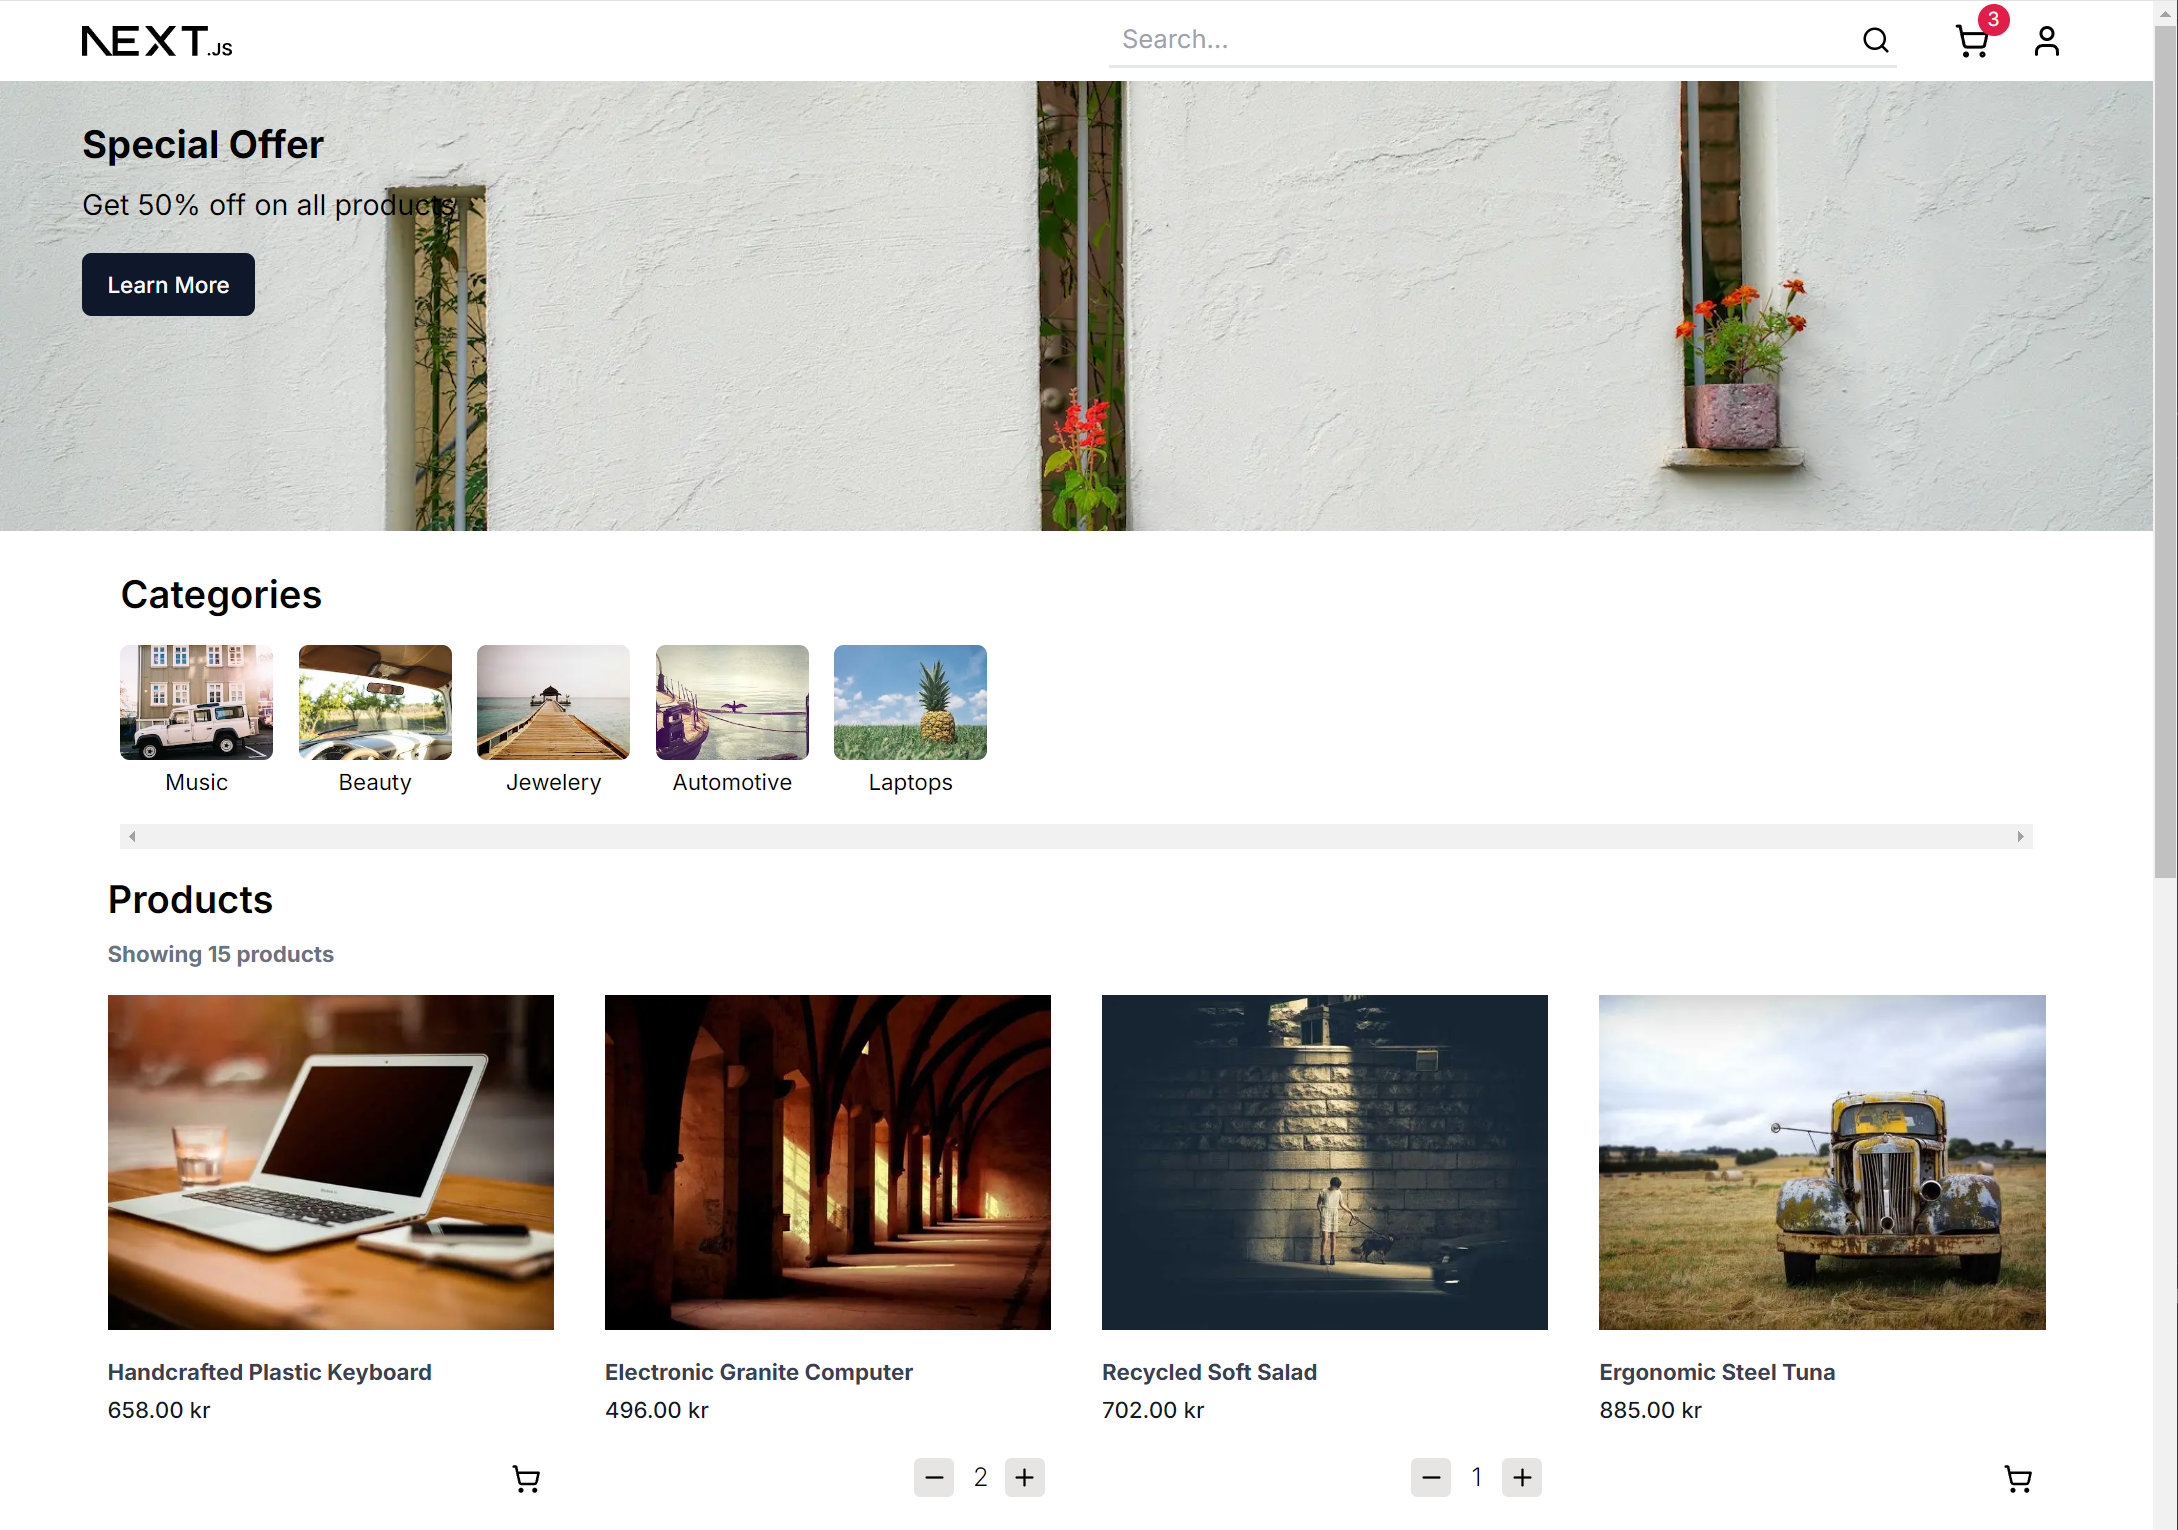 NEXT.JS
Search...
3
Special Offer
Get 50% off on all products
Learn More
Categories
Music
Beauty
Jewelery
Automotive
Laptops
Products
Showing 15 products
Handcrafted Plastic Keyboard
658.00 kr
Electronic Granite Computer
496.00 kr
2
Recycled Soft Salad
702.00 kr
1
Ergonomic Steel Tuna
885.00 kr